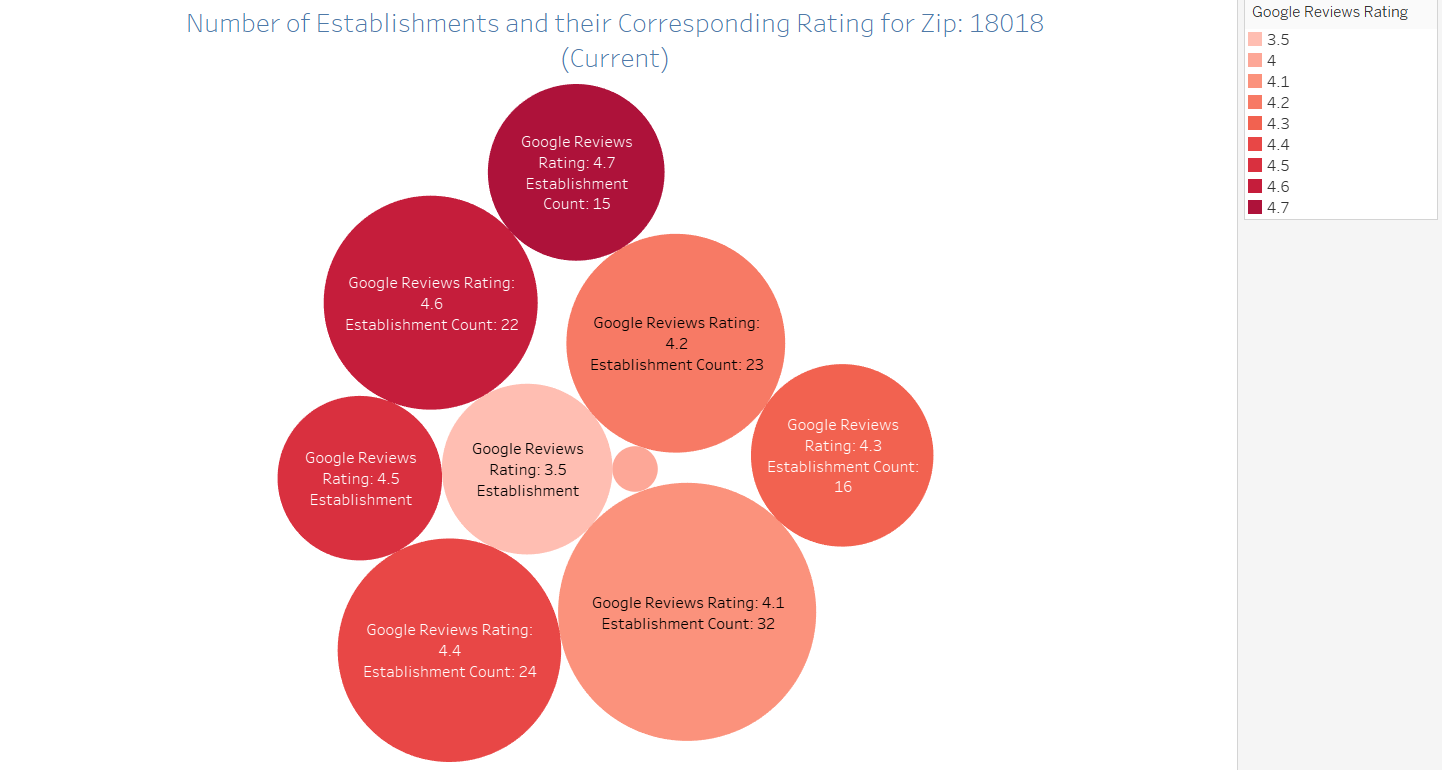 Number of Establishments and their Corresponding Rating for Zip: 18018
(Current)
Google Reviews Rating
3.5
4
4.1
4.2
4.3
4.4
4.5
4.6
4.7
Google Reviews
Rating: 4.7
Establishment
Count: 15
Google Reviews Rating:
4.6
Establishment Count: 22
Google Reviews Rating:
4.2
Establishment Count: 23
Google Reviews
Rating: 4.3
Establishment Count:
16
Google Reviews
Rating: 4.5
Establishment
Google Reviews
Rating: 3.5
Establishment
Google Reviews Rating: 4.1
Establishment Count: 32
Google Reviews Rating:
4.4
Establishment Count: 24